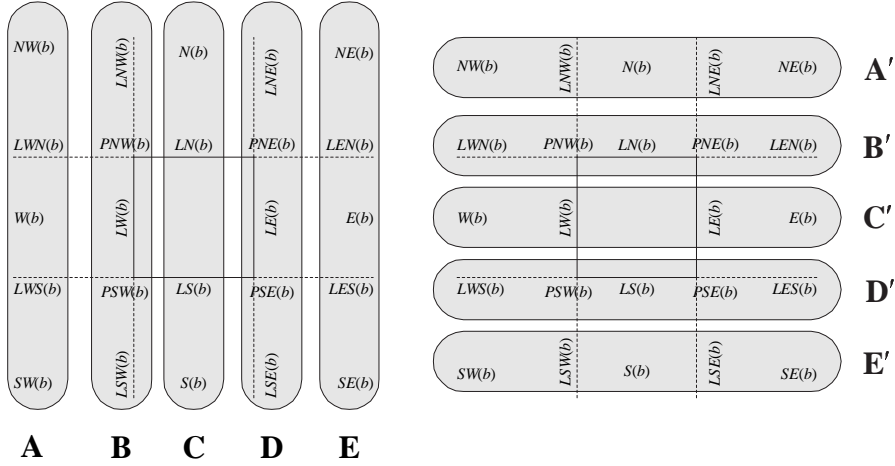 NW(b) LNW(b) N(b) LNE(b) NE(b)
LWN(b) PNW(b) LN(b) PNE(b) LEN(b)
W(b) LW(b) LE(b) E(b)
LWS(b) PSW(b) LS(b) PSE(b) LES(b)
SW(b) LSW(b) S(b) LSE(b) SE(b)
A B C D E
NW(b) LNW(b) N(b) LNE(b) NE(b) A′
LWN(b) PNW(b) LN(b) PNE(b) LEN(b) B′
W(b) LW(b) LE(b) E(b) C′
LWS(b) PSW(b) LS(b) PSE(b) LES(b) D′
SW(b) LSW(b) S(b) LSE(b) SE(b) E′